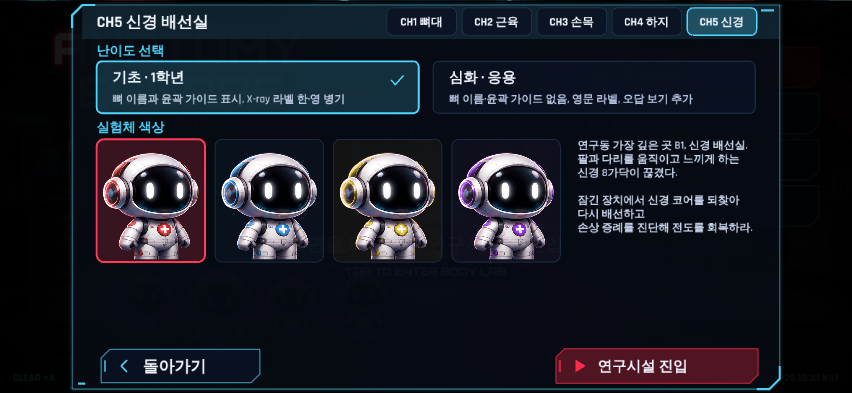 CH5 신경 배선실
CH1 뼈대
CH2 근육
CH3 손목
CH4 하지
CH5 신경
난이도 선택
기초 · 1학년
뼈 이름과 윤곽 가이드 표시, X-ray 라벨 한·영 병기
심화 · 응용
뼈 이름·윤곽 가이드 없음, 영문 라벨, 오답 보기 추가
실험체 색상
연구동 가장 깊은 곳 B1, 신경 배선실.
팔과 다리를 움직이고 느끼게 하는
신경 8가닥이 끊겼다.
잠긴 장치에서 신경 코어를 되찾아
다시 배선하고
손상 증례를 진단해 전도를 회복하라.
TAP TO ENTER BODY LAB
돌아가기
연구시설 진입
CLEAR ×4